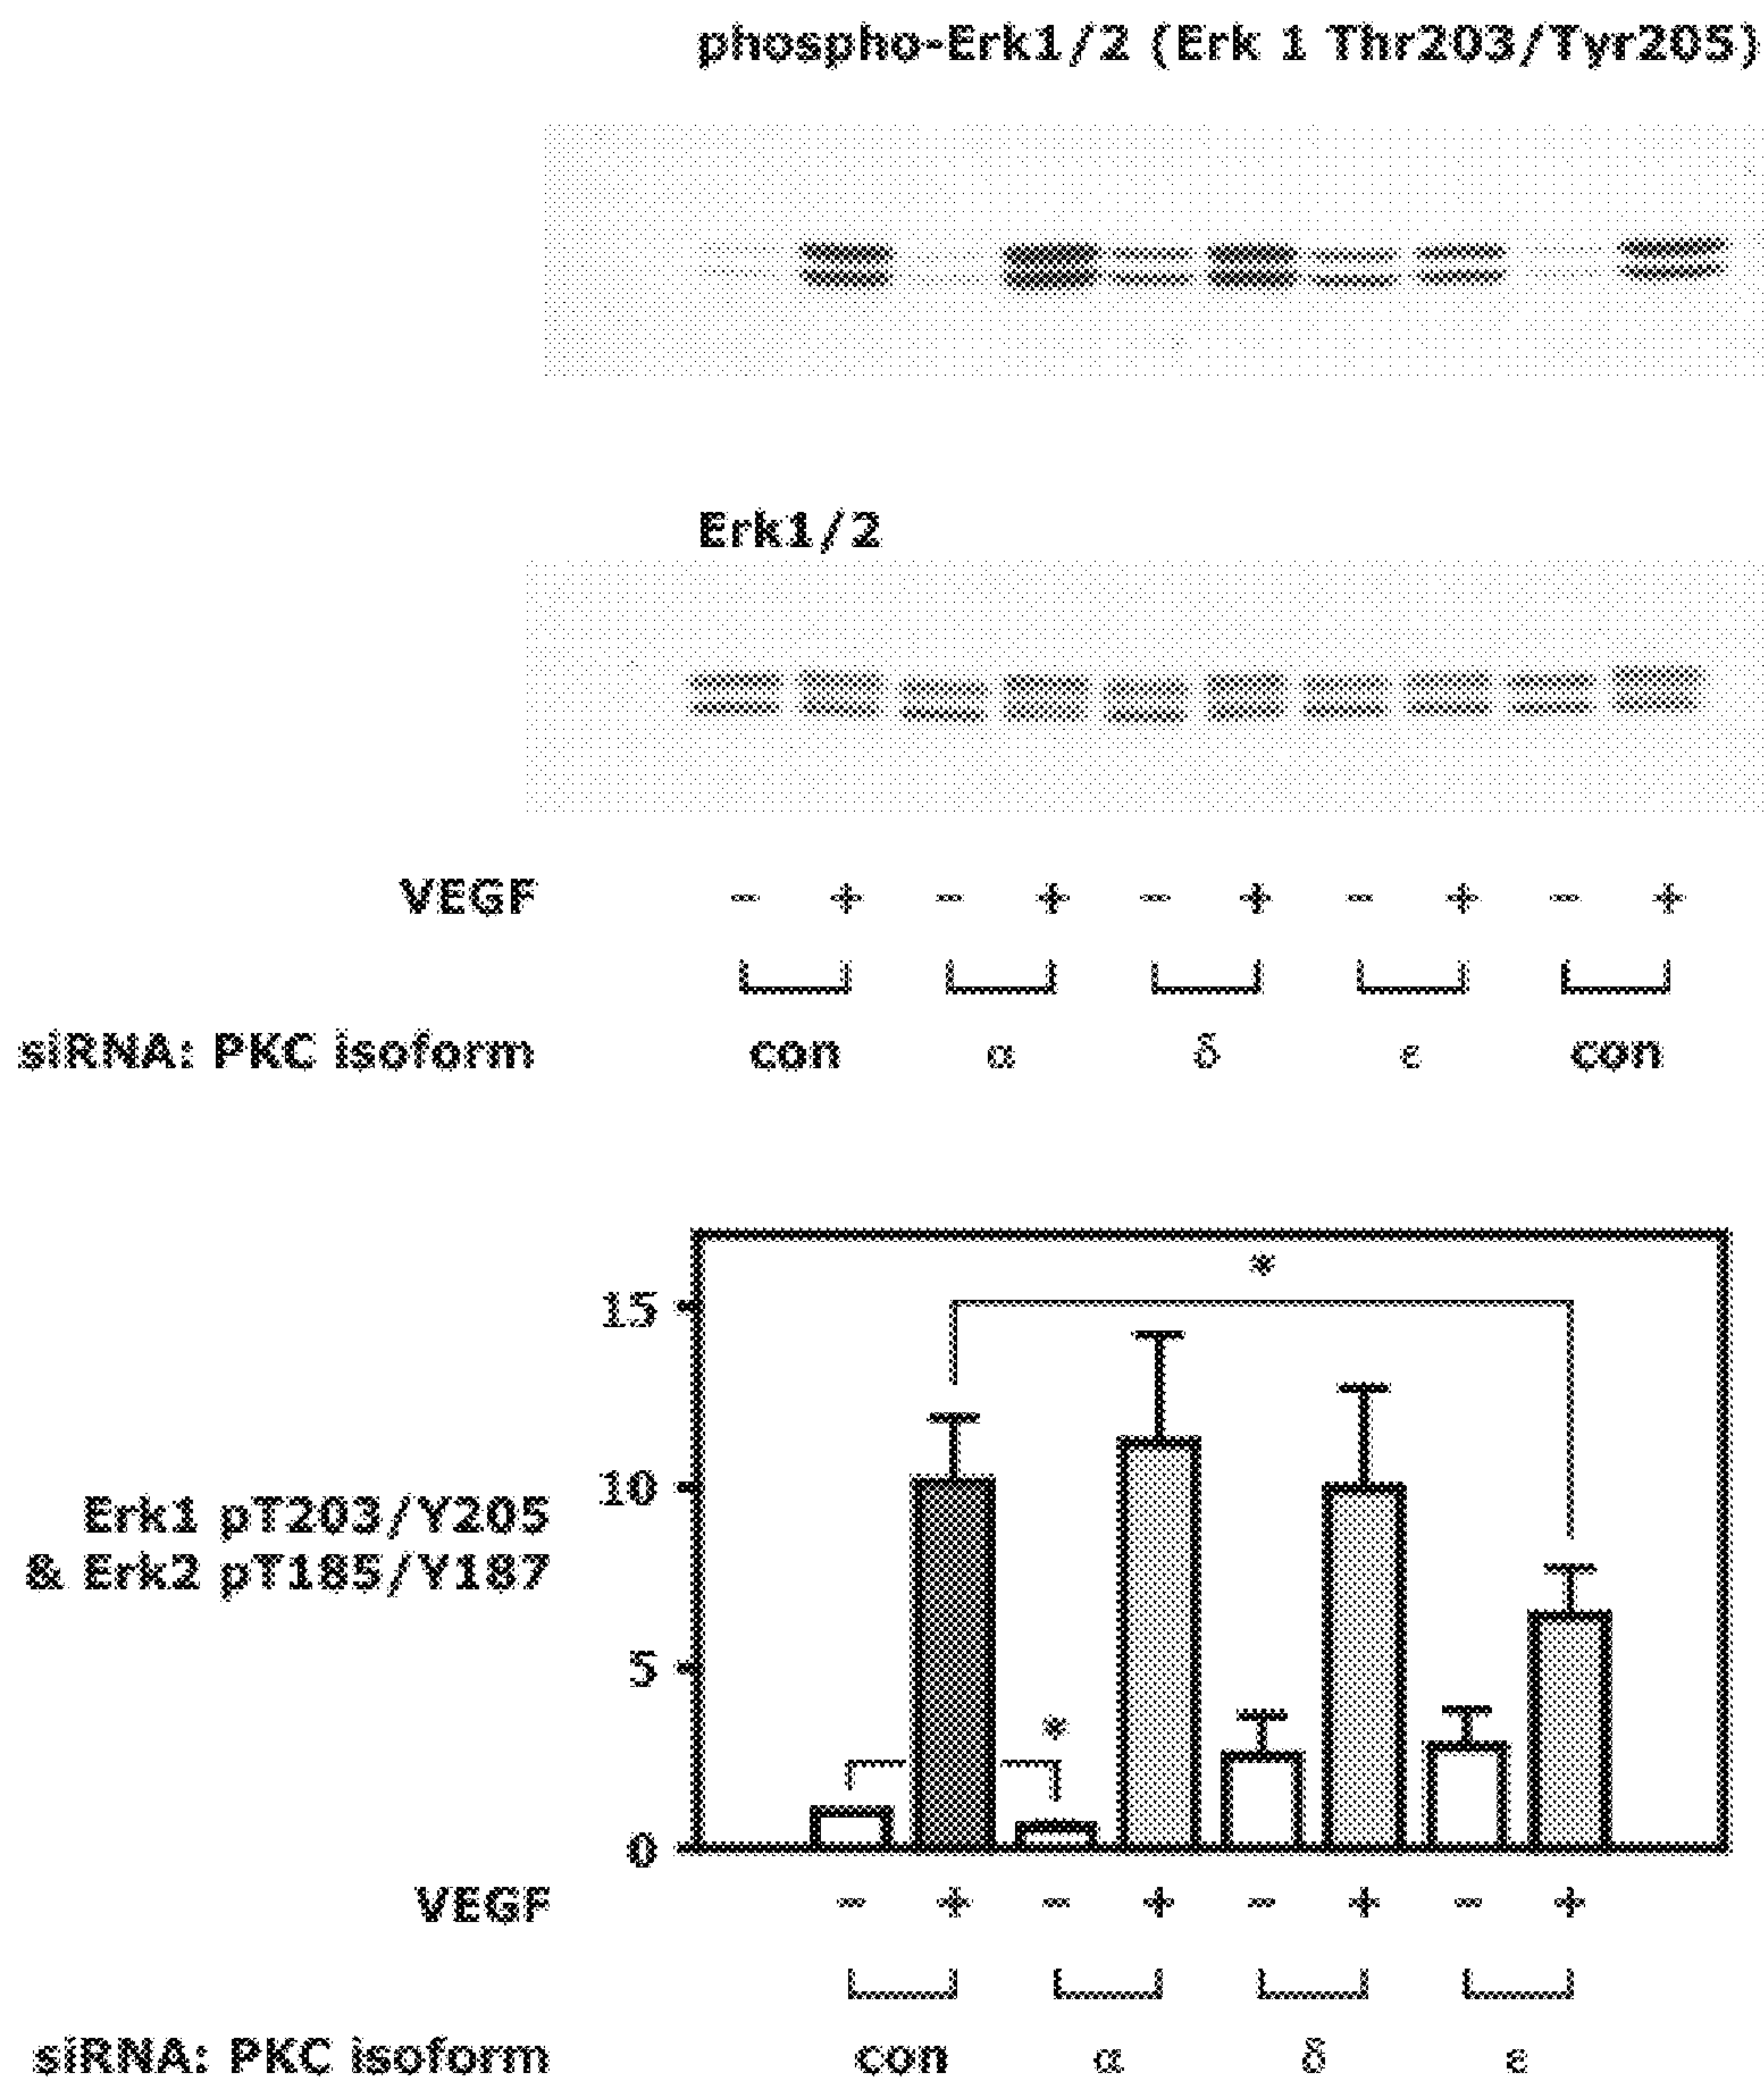 phospho-Erk1/2 (Erk 1 Thr203/Tyr205)
Erk1/2
VEGF - + - + - + - + - +
siRNA: PKC isoform con α δ ε con
*
15
10
Erk1 pT203/Y205
& Erk2 pT185/Y187
5
*
0
VEGF - + - + - + - +
siRNA: PKC isoform con α δ ε